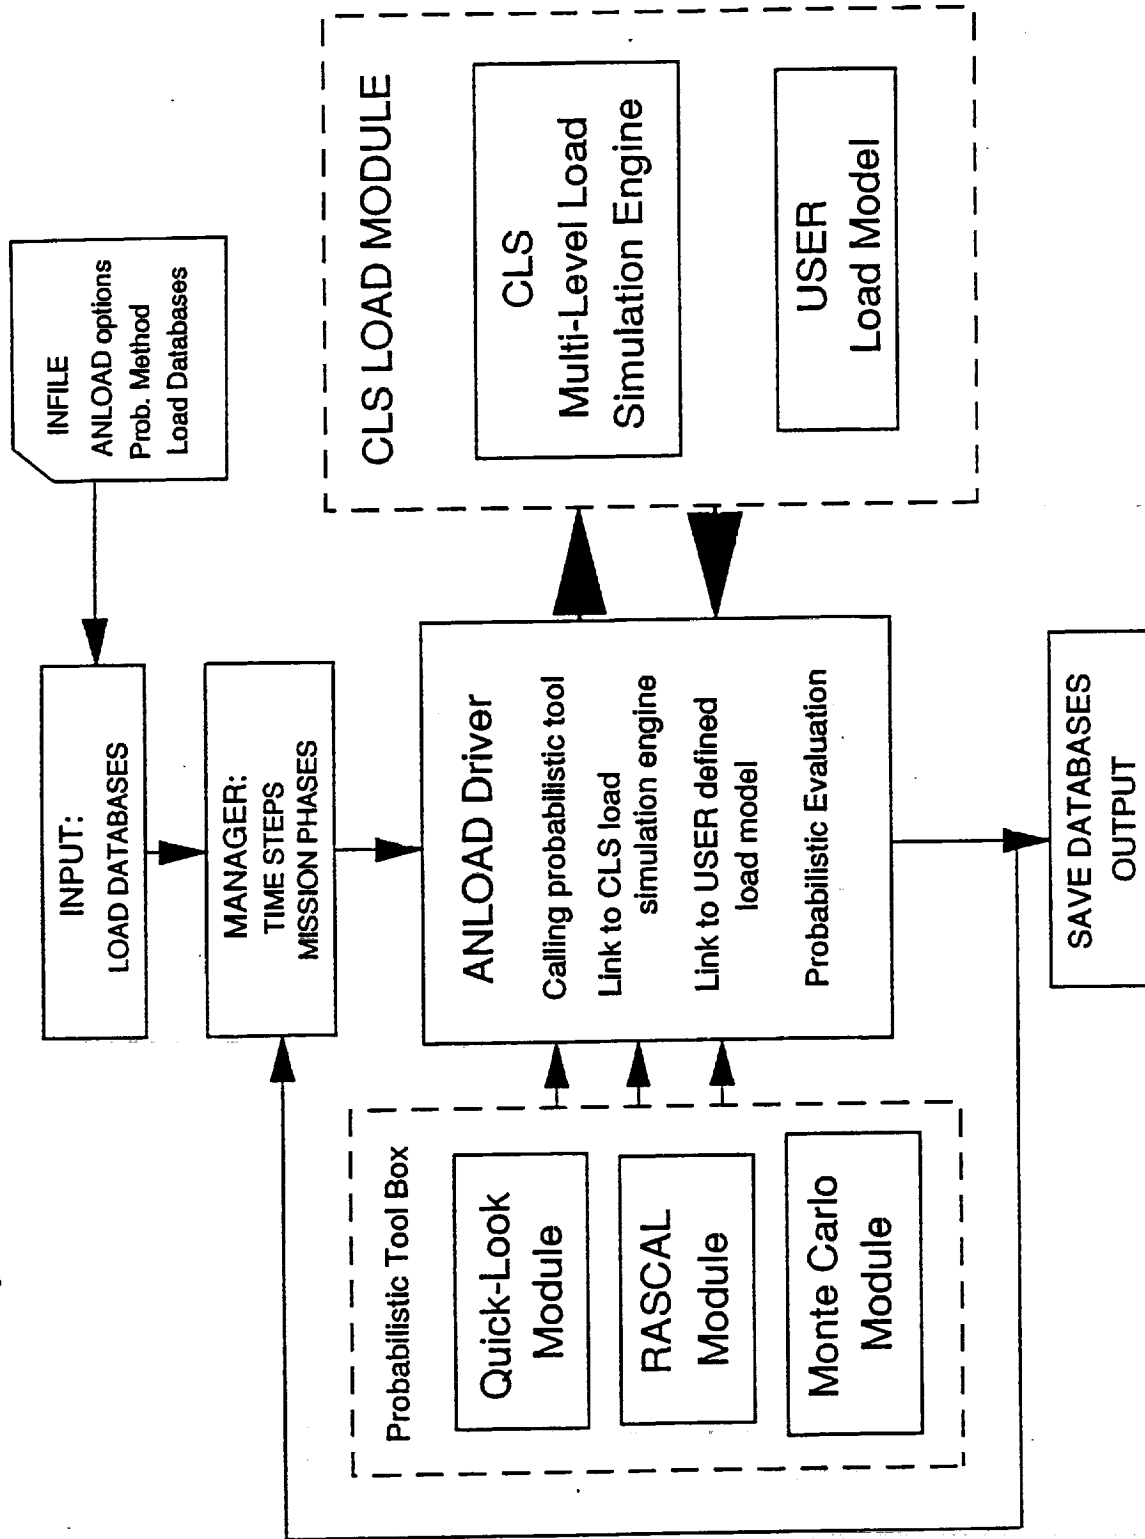 INFILE
ANLOAD options
Prob. Method
Load Databases
INPUT:
LOAD DATABASES
MANAGER:
TIME STEPS
MISSION PHASES
Probabilistic Tool Box
Quick-Look
Module
RASCAL
Module
Monte Carlo
Module
ANLOAD Driver
Calling probabilistic tool
Link to CLS load
simulation engine
Link to USER defined
load model
Probabilistic Evaluation
CLS LOAD MODULE
CLS
Multi-Level Load
Simulation Engine
USER
Load Model
SAVE DATABASES
OUTPUT